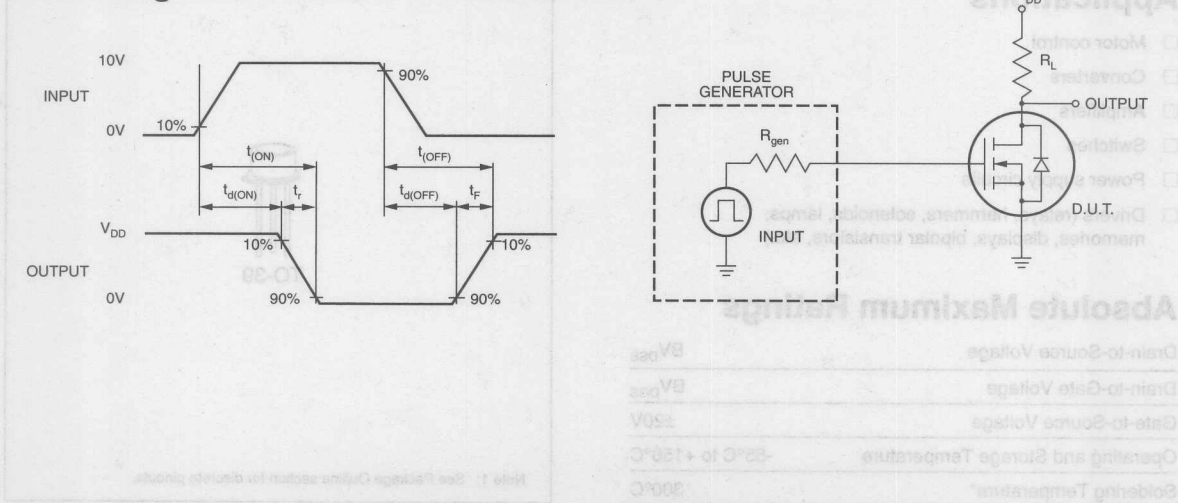 10V
INPUT
0V
10%
90%
t(ON)
t(OFF)
td(ON)
tr
td(OFF)
tF
VDD
10%
10%
OUTPUT
0V
90%
90%
PULSE
GENERATOR
Rgen
INPUT
RL
OUTPUT
D.U.T.
Applications
Motor control
Converters
Amplifiers
Switches
Power supply circuits
Drivers (relays, hammers, solenoids, lamps,
memories, displays, bipolar transistors, etc.)
TO-39
Absolute Maximum Ratings
Drain-to-Source Voltage BVDSS
Drain-to-Gate Voltage BVDGS
Gate-to-Source Voltage ±20V
Operating and Storage Temperature -55°C to +150°C
Soldering Temperature* 300°C
Note 1: See Package Outline section for discrete pinouts.